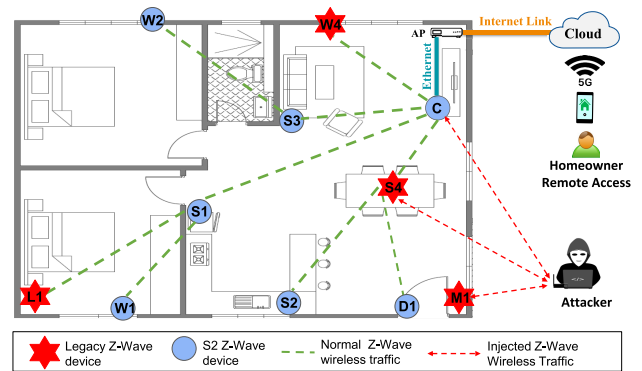 W2
W4
AP
Internet Link
Cloud
Ethernet
5G
C
S3
Homeowner
Remote Access
S4
S1
L1
W1
S2
D1
M1
Attacker
Legacy Z-Wave
device
S2 Z-Wave
device
Normal Z-Wave
wireless traffic
Injected Z-Wave
Wireless Traffic